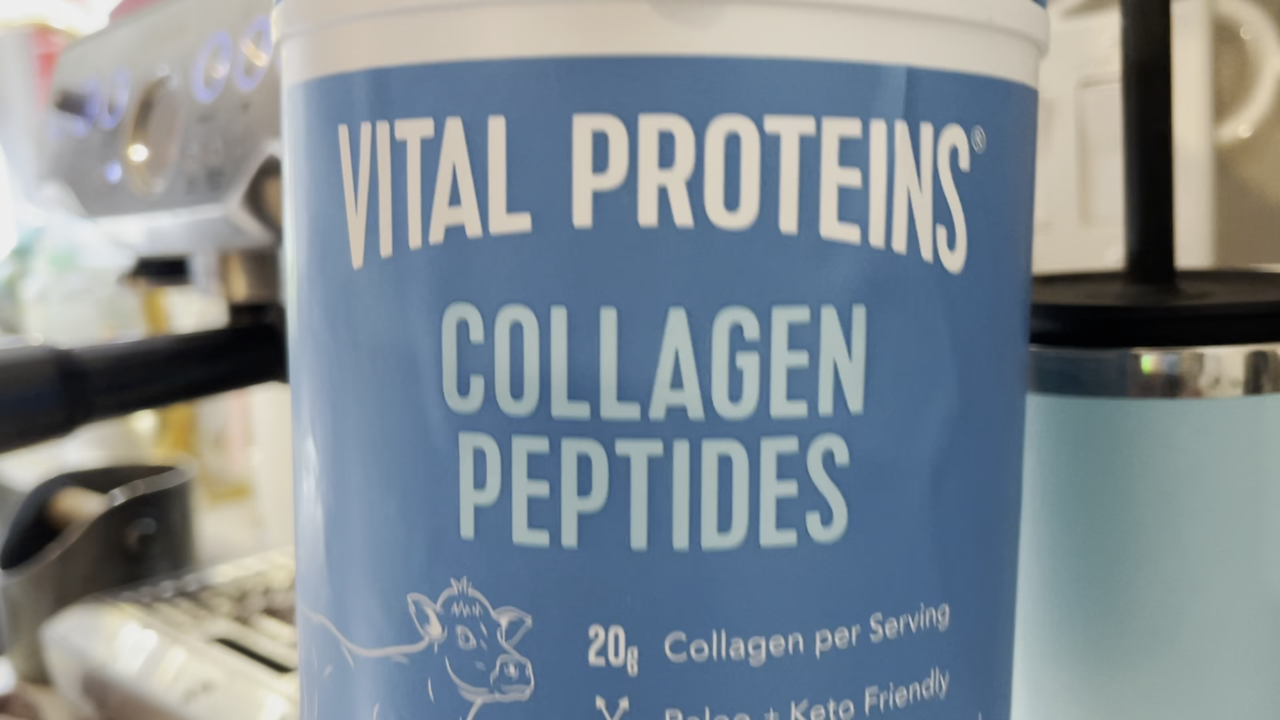 VITAL PROTEINS®
COLLAGEN
PEPTIDES
20g Collagen per Serving
Paleo + Keto Friendly